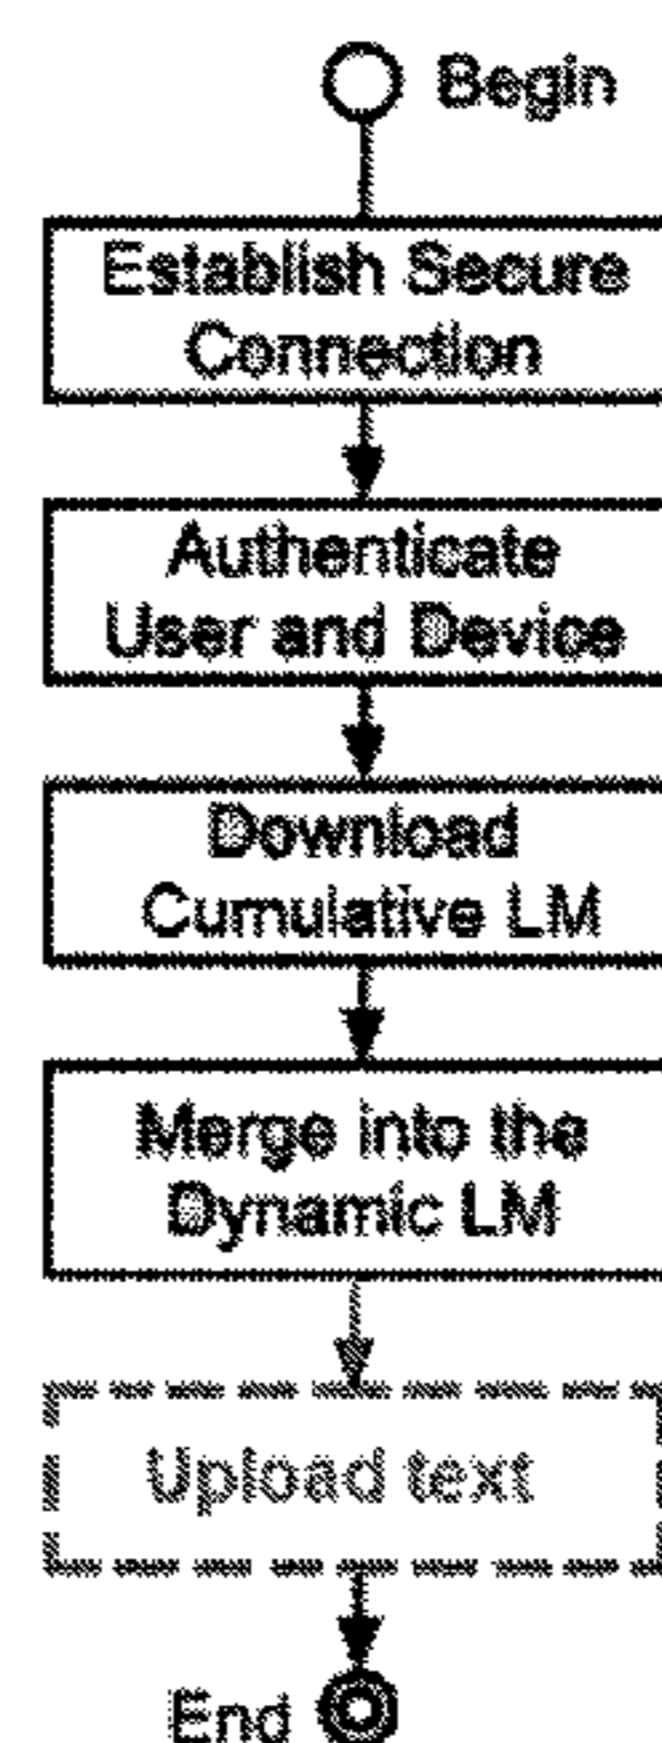 Begin
Establish Secure
Connection
Authenticate
User and Device
Download
Cumulative LM
Merge into the
Dynamic LM
Upload text
End